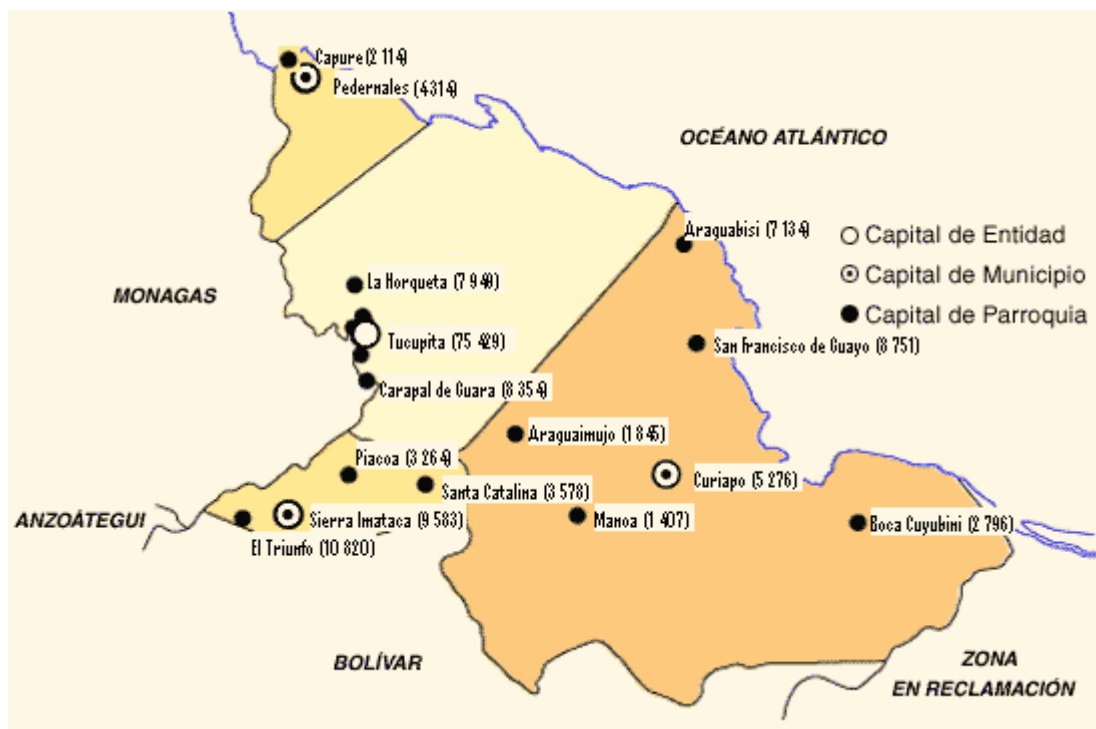 Capure (2 114)
Pedernales (4314)
OCÉANO ATLÁNTICO
Araguabisi (7 134)
Capital de Entidad
Capital de Municipio
Capital de Parroquia
La Horqueta (7 940)
MONAGAS
Tucupita (75 429)
San Francisco de Guayo (8 751)
Carapal de Guara (8 354)
Araguaimujo (1 845)
Piacoa (3 264)
Santa Catalina (3 578)
Curiapo (5 276)
ANZOÁTEGUI
Sierra Imataca (9 583)
Manoa (1 407)
Boca Cuyubini (2 796)
El Triunfo (10 820)
BOLÍVAR
ZONA
EN RECLAMACIÓN